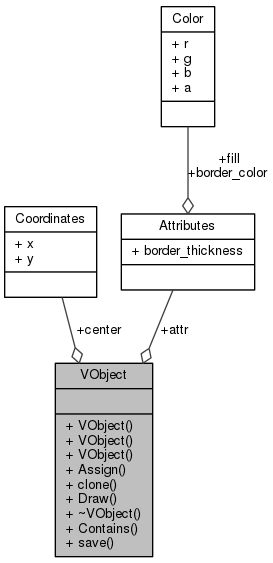 Color
+ r
+ g
+ b
+ a
+fill
+border_color
Coordinates
+ x
+ y
Attributes
+ border_thickness
+center
+attr
VObject
+ VObject()
+ VObject()
+ VObject()
+ Assign()
+ clone()
+ Draw()
+ ~VObject()
+ Contains()
+ save()